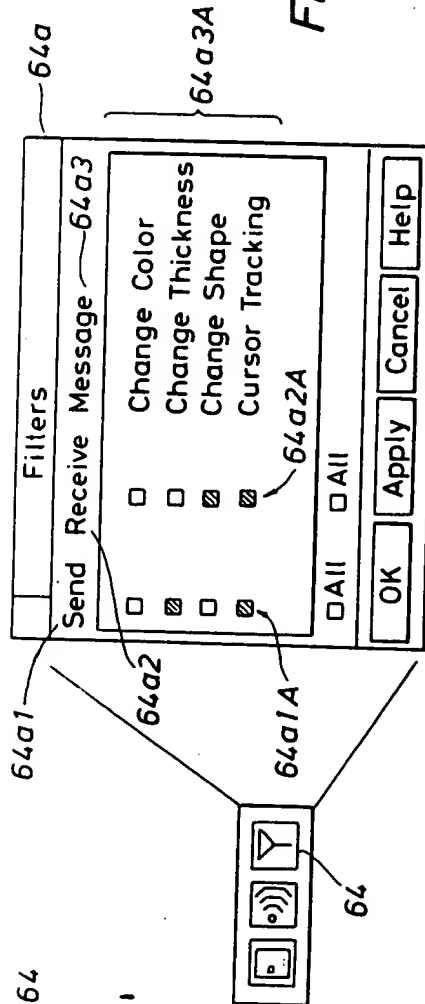 64
64a1
64a
Filters
Send Receive Message 64a3
64a2
Change Color
Change Thickness
Change Shape
Cursor Tracking
64a3A
64a1A
64a2A
All All
OK Apply Cancel Help
64